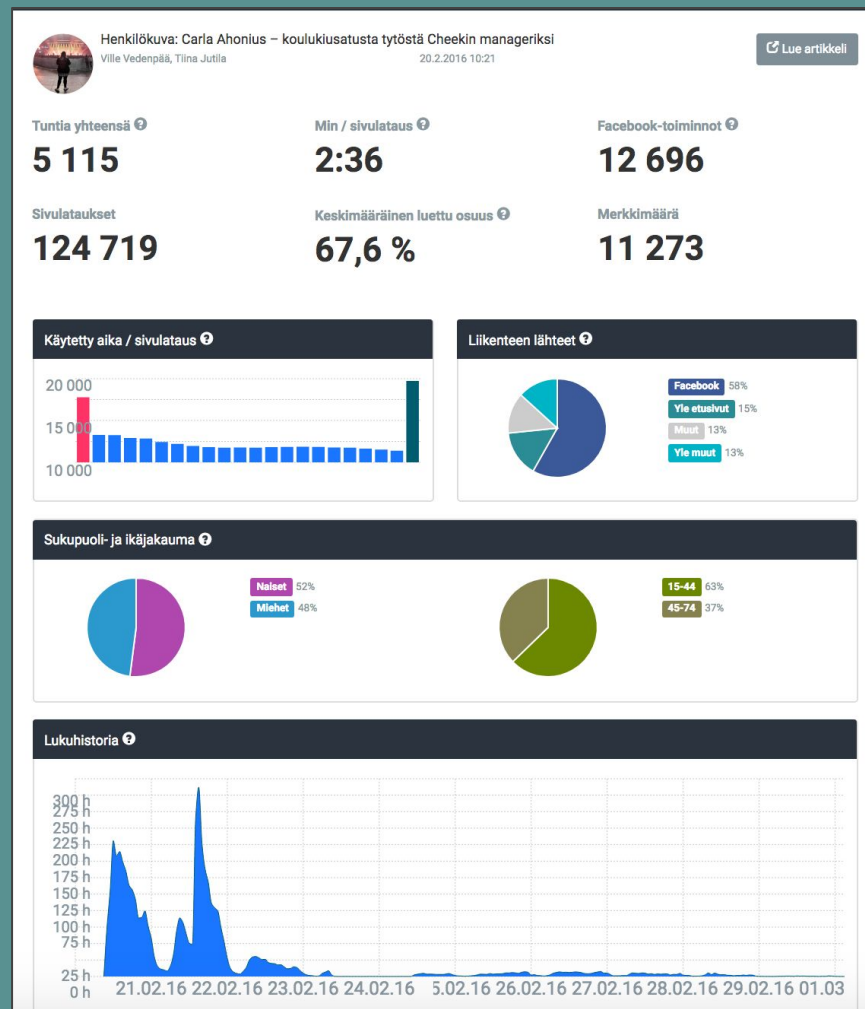 Henkilökuva: Carla Ahonius – koulukiusatusta tytöstä Cheekin manageriksi
Ville Vedenpää, Tiina Jutila 20.2.2016 10:21
Lue artikkeli
Tuntia yhteensä Min / sivulataus Facebook-toiminnot
5 115 2:36 12 696
Sivulataukset Keskimääräinen luettu osuus Merkkimäärä
124 719 67,6 % 11 273
Käytetty aika / sivulataus
20 000
15 000
10 000
Liikenteen lähteet
Facebook 58%
Yle etusivut 15%
Muut 13%
Yle muut 13%
Sukupuoli- ja ikäjakauma
Naiset 52%
Miehet 48%
15-44 63%
45-74 37%
Lukuhistoria
300 h
275 h
250 h
225 h
200 h
175 h
150 h
125 h
100 h
75 h
25 h
0 h
21.02.16 22.02.16 23.02.16 24.02.16 5.02.16 26.02.16 27.02.16 28.02.16 29.02.16 01.03